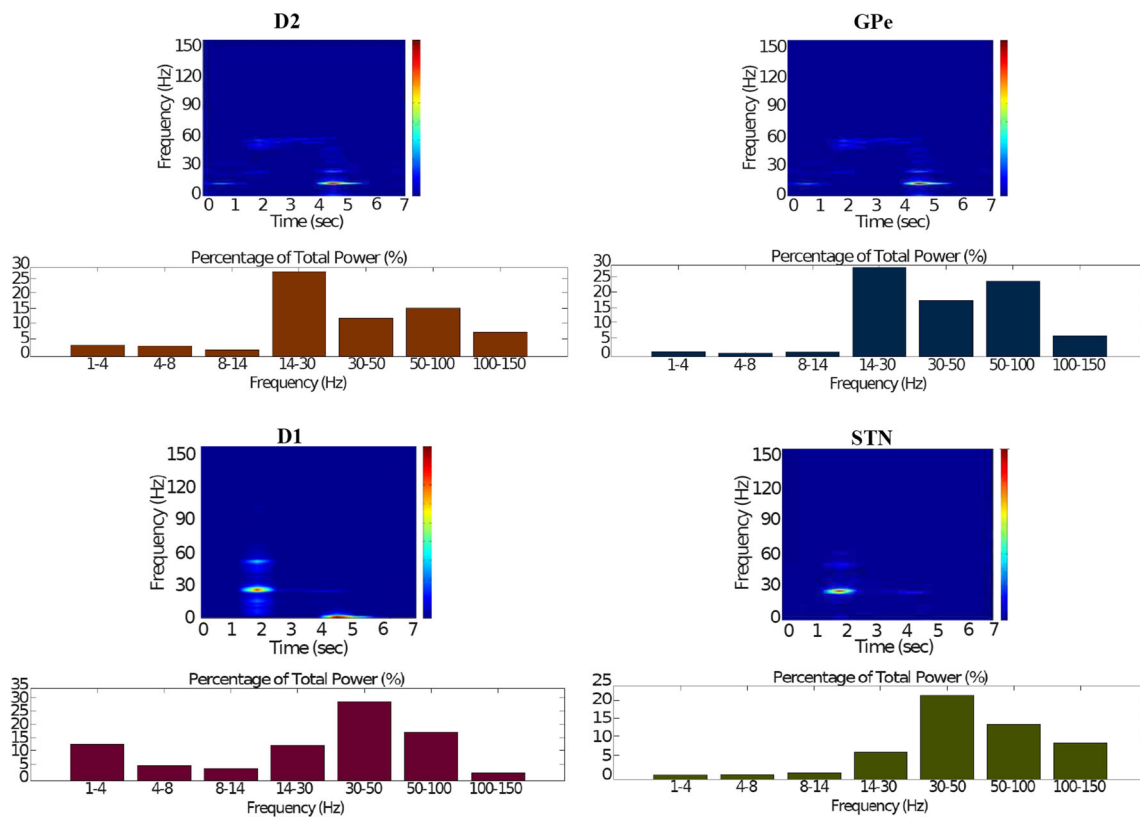 D2
GPe
150
120
90
60
30
0
Frequency (Hz)
0 1 2 3 4 5 6 7
Time (sec)
150
120
90
60
30
0
Frequency (Hz)
0 1 2 3 4 5 6 7
Time (sec)
Percentage of Total Power (%)
30
25
15
10
5
0
1-4 4-8 8-14 14-30 30-50 50-100 100-150
Frequency (Hz)
Percentage of Total Power (%)
30
25
15
10
5
0
1-4 4-8 8-14 14-30 30-50 50-100 100-150
Frequency (Hz)
D1
STN
150
120
90
60
30
0
Frequency (Hz)
0 1 2 3 4 5 6 7
Time (sec)
150
120
90
60
30
0
Frequency (Hz)
0 1 2 3 4 5 6 7
Time (sec)
Percentage of Total Power (%)
35
30
25
15
10
5
0
1-4 4-8 8-14 14-30 30-50 50-100 100-150
Frequency (Hz)
Percentage of Total Power (%)
25
20
15
10
5
0
1-4 4-8 8-14 14-30 30-50 50-100 100-150
Frequency (Hz)